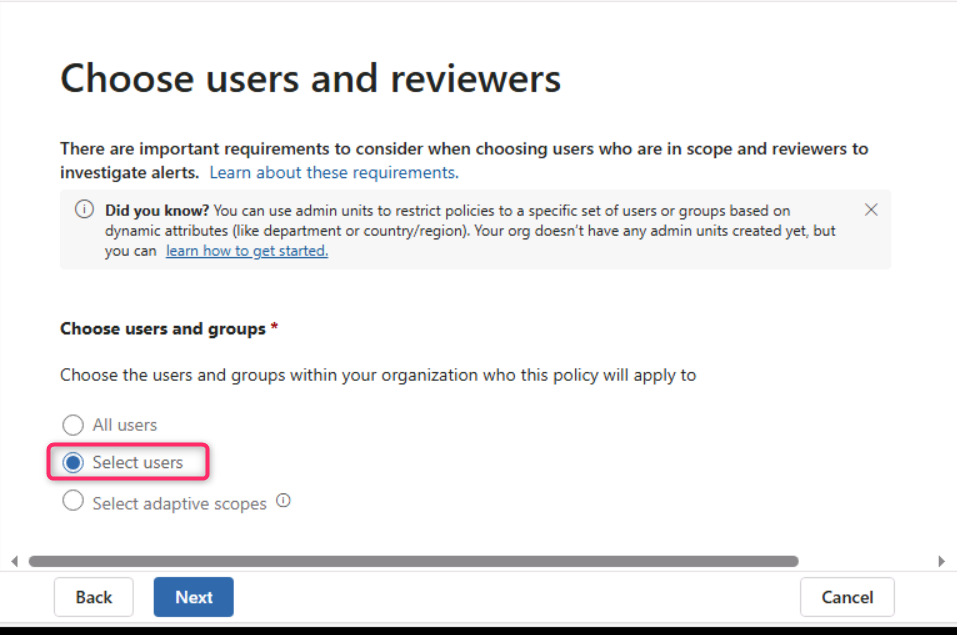 Choose users and reviewers
There are important requirements to consider when choosing users who are in scope and reviewers to
investigate alerts. Learn about these requirements.
Did you know? You can use admin units to restrict policies to a specific set of users or groups based on
dynamic attributes (like department or country/region). Your org doesn't have any admin units created yet, but
you can learn how to get started.
Choose users and groups *
Choose the users and groups within your organization who this policy will apply to
All users
Select users
Select adaptive scopes
Back Next Cancel